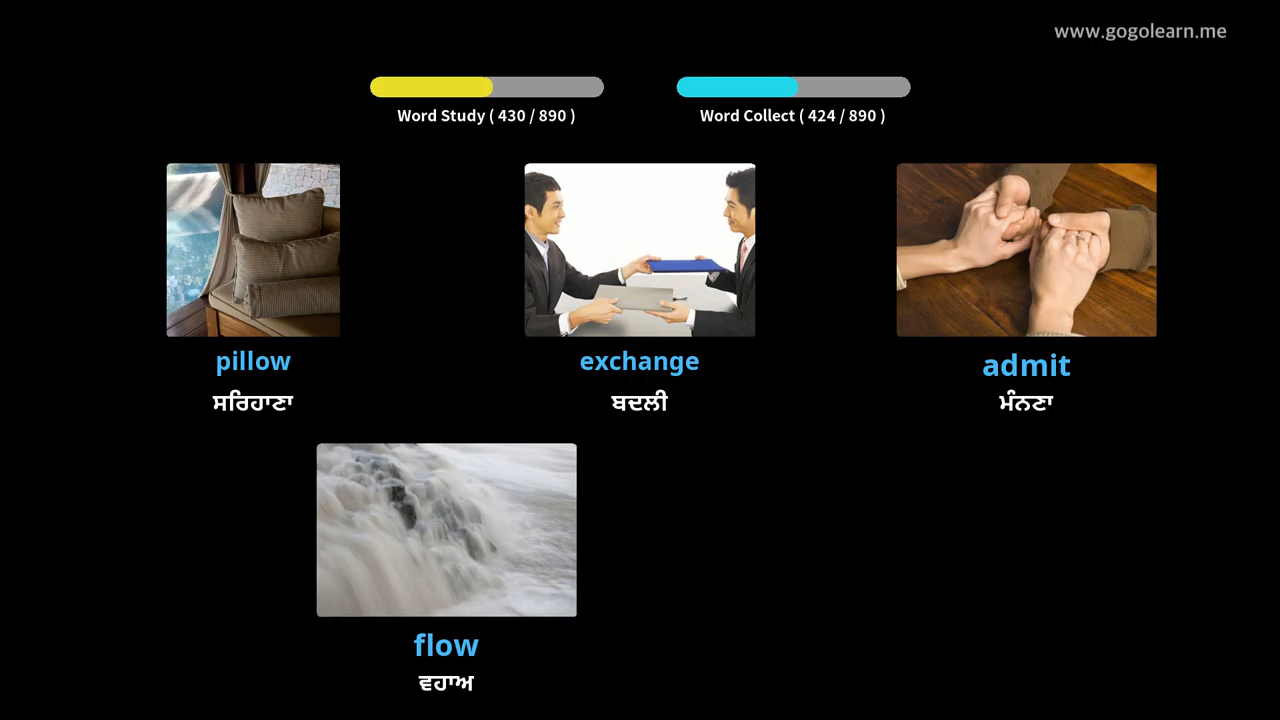 www.gogolearn.me
Word Study ( 430 / 890 )
Word Collect ( 424 / 890 )
pillow
exchange
admit
ਸਰਿਹਾਣਾ
ਬਦਲੀ
ਮੰਨਣਾ
flow
ਵਹਾਅ